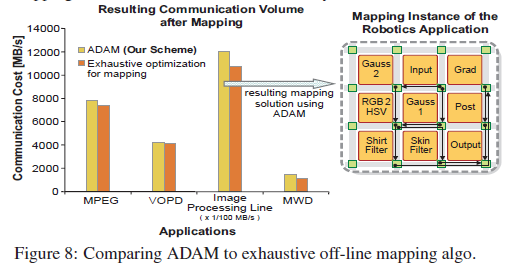 Resulting Communication Volume
after Mapping
Communication Cost [MB/s]
14000
12000
10000
8000
6000
4000
2000
0
ADAM (Our Scheme)
Exhaustive optimization
for mapping
MPEG
VOPD
Image
Processing Line
( x 1/100 MB/s )
MWD
Applications
resulting mapping
solution using
ADAM
Mapping Instance of the
Robotics Application
Gauss
2
Input
Grad
RGB 2
HSV
Gauss
1
Post
Shirt
Filter
Skin
Filter
Output
Figure 8: Comparing ADAM to exhaustive off-line mapping algo.